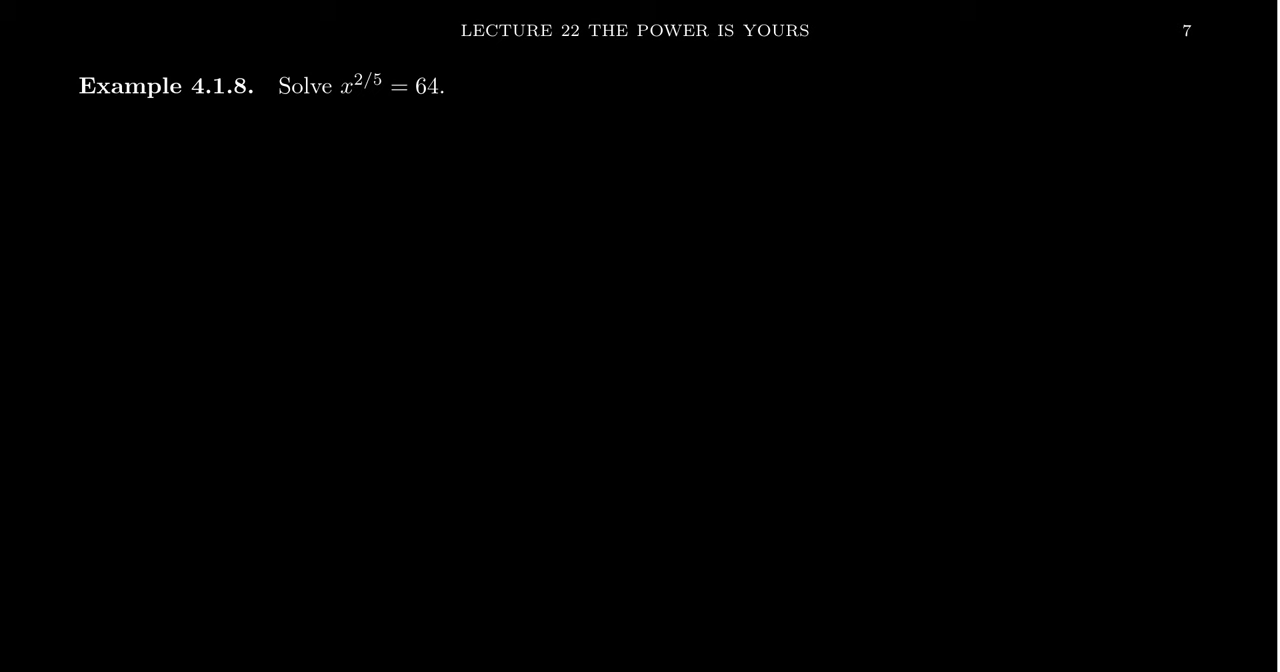 LECTURE 22 THE POWER IS YOURS 7
Example 4.1.8. Solve x^{2/5} = 64.